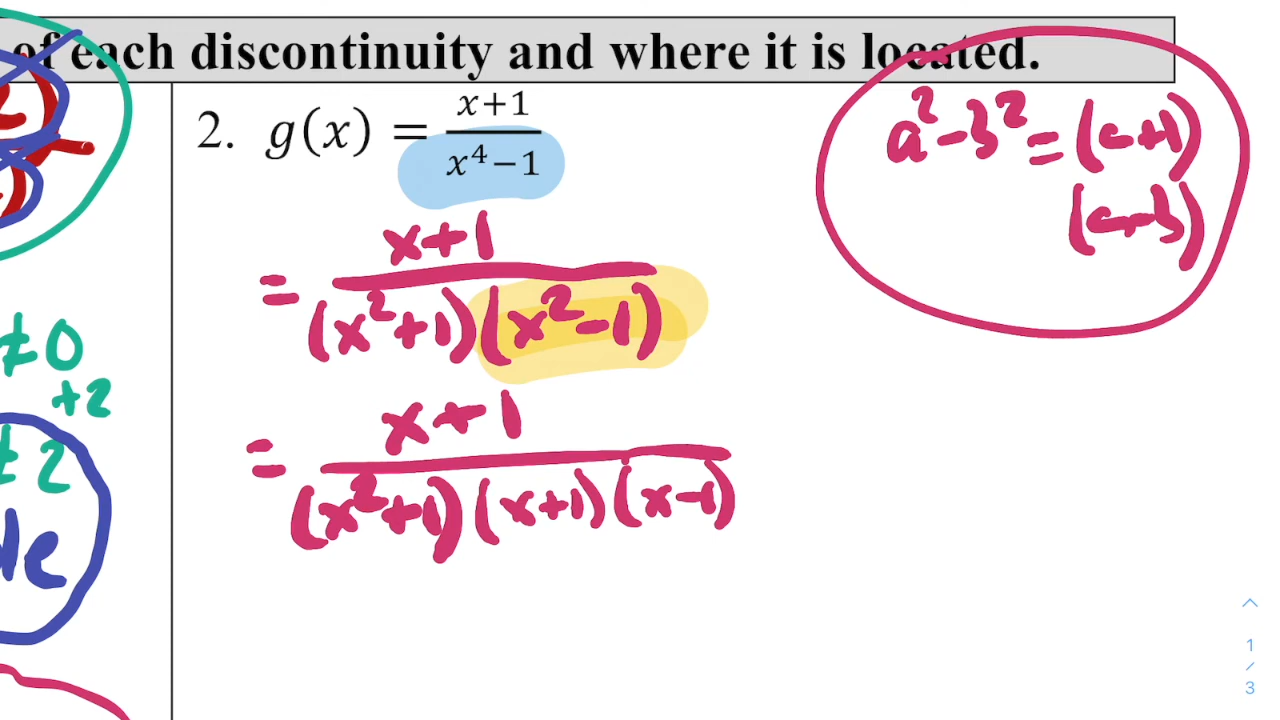 of each discontinuity and where it is located.
2. g(x) = x+1 / x⁴−1
= x+1 / (x²+1)(x²-1)
= x+1 / (x²+1)(x+1)(x-1)
a² - b² =
≠0
+2
≠ 2
1
/
3